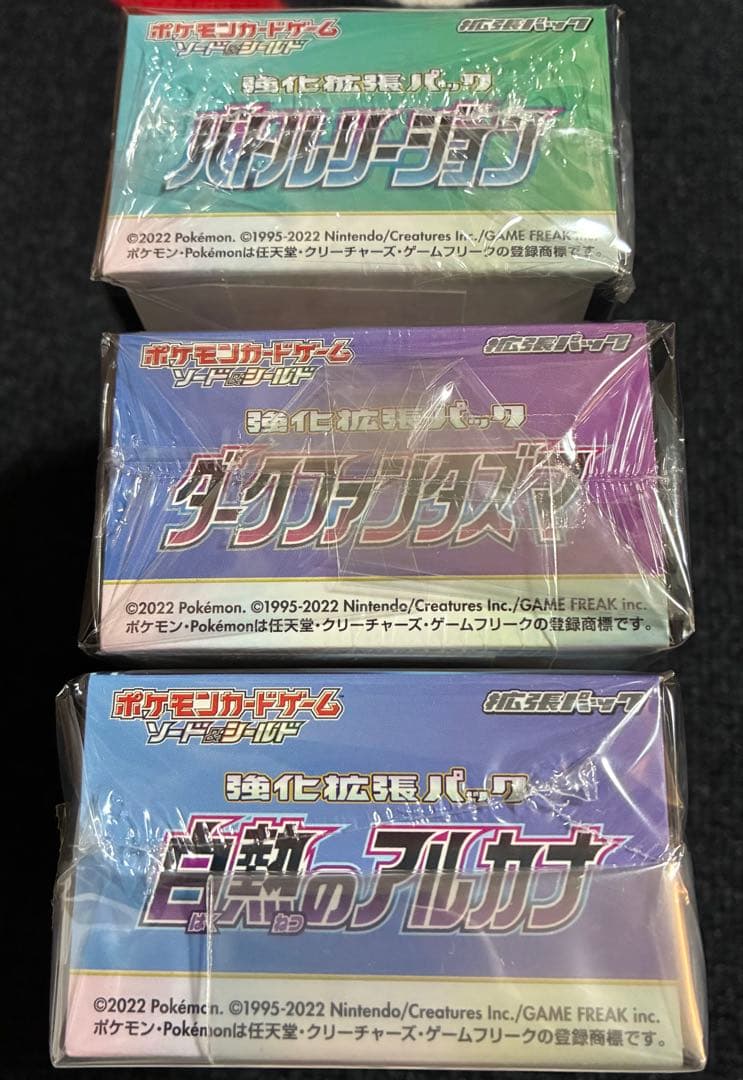 ポケモンカードゲーム 拡張パック
ソード&シールド
強化拡張パック
バトルリージョン
©2022 Pokémon. ©1995-2022 Nintendo/Creatures Inc./GAME FREAK inc.
ポケモン・Pokémonは任天堂・クリーチャーズ・ゲームフリークの登録商標です。
ポケモンカードゲーム 拡張パック
ソード&シールド
強化拡張パック
ダークファンタズマ
©2022 Pokémon. ©1995-2022 Nintendo/Creatures Inc./GAME FREAK inc.
ポケモン・Pokémonは任天堂・クリーチャーズ・ゲームフリークの登録商標です。
ポケモンカードゲーム 拡張パック
ソード&シールド
強化拡張パック
白熱のアルカナ
はく ねつ
©2022 Pokémon. ©1995-2022 Nintendo/Creatures Inc./GAME FREAK inc.
ポケモン・Pokémonは任天堂・クリーチャーズ・ゲームフリークの登録商標です。